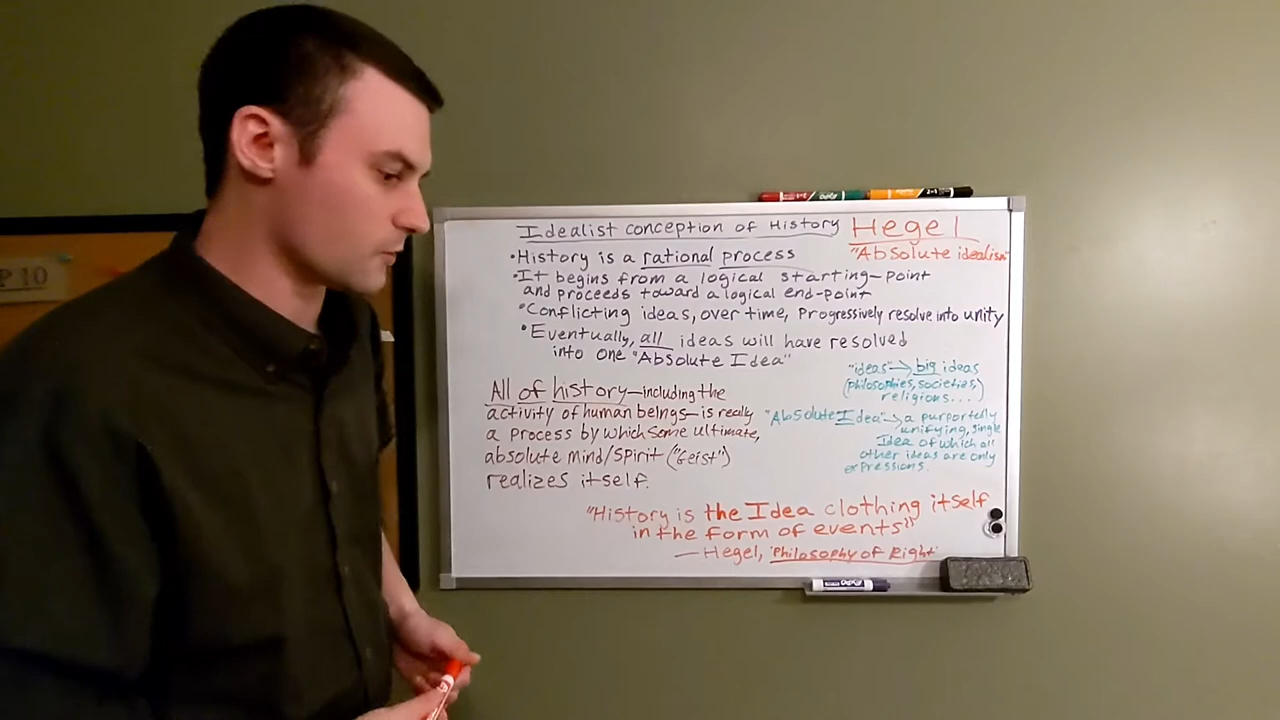 P 10
Idealist conception of History
Hegel
"Absolute idealism"
•History is a rational process
•It begins from a logical starting-point
and proceeds toward a logical end-point
•Conflicting ideas, over time, progressively resolve into unity
•Eventually, all ideas will have resolved
into one "Absolute Idea"
"ideas"→big ideas
(philosophies, societies,
religions...)
"Absolute Idea"→a purportedly
unifying, single
Idea of which all
other ideas are only
expressions.
All of history—including the
activity of human beings—is really
a process by which some ultimate,
absolute mind/spirit ("Geist")
realizes itself.
"History is the Idea clothing itself
in the form of events"
—Hegel, Philosophy of Right
EXPO